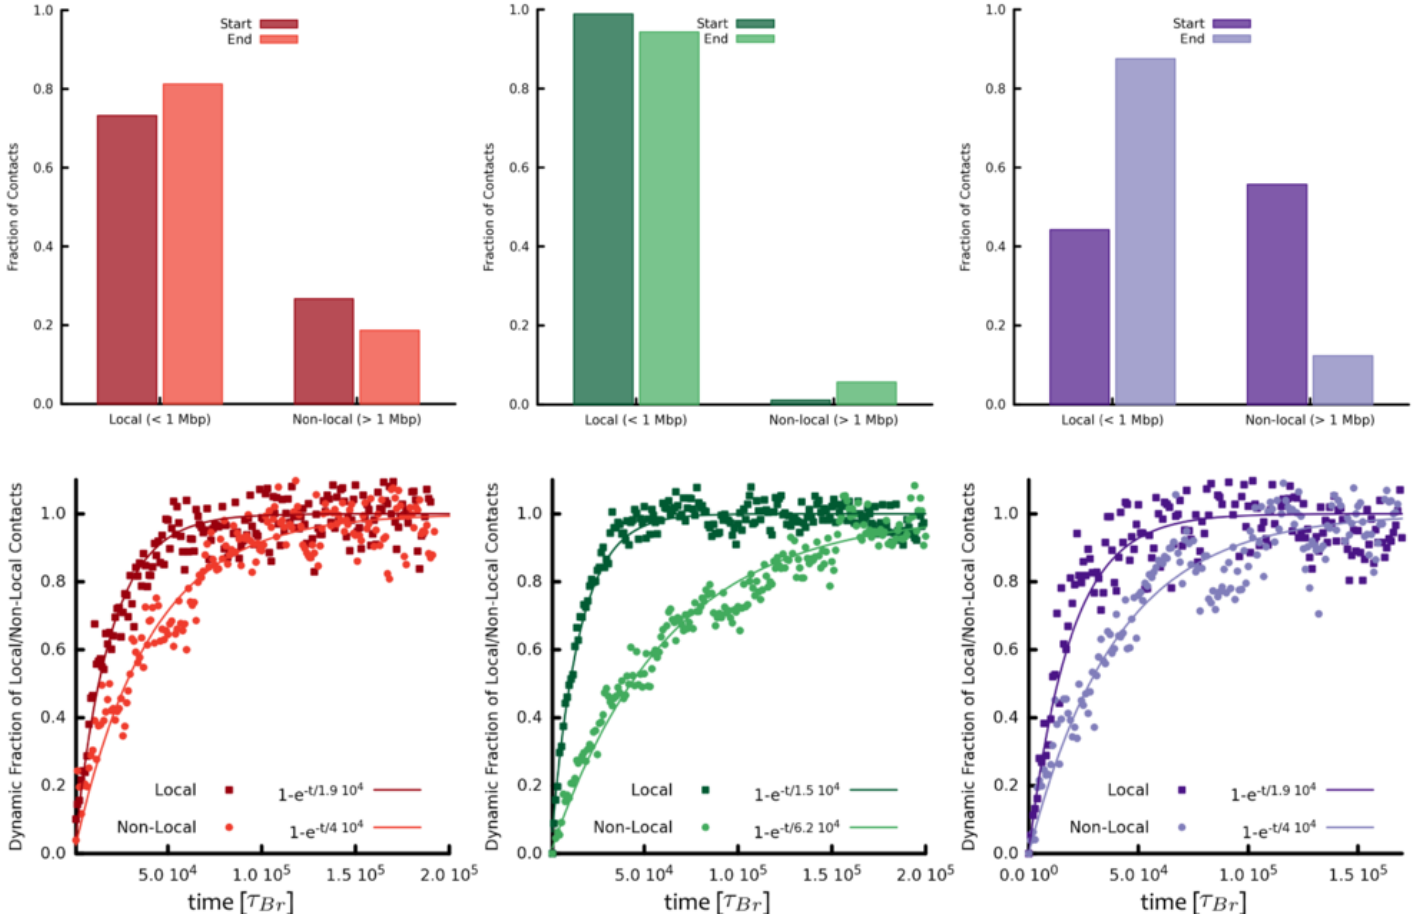 Fraction of Contacts
1.0
0.8
0.6
0.4
0.2
0.0
Start
End
Local (< 1 Mbp)
Non-local (> 1 Mbp)
Fraction of Contacts
1.0
0.8
0.6
0.4
0.2
0.0
Start
End
Local (< 1 Mbp)
Non-local (> 1 Mbp)
Fraction of Contacts
1.0
0.8
0.6
0.4
0.2
0.0
Start
End
Local (< 1 Mbp)
Non-local (> 1 Mbp)
Dynamic Fraction of Local/Non-Local Contacts
1.0
0.8
0.6
0.4
0.2
0.0
Local 1-e^-t/1.9 10^4
Non-Local 1-e^-t/4 10^4
5.0 10^4 1.0 10^5 1.5 10^5 2.0 10^5
time [τ_Br]
Dynamic Fraction of Local/Non-Local Contacts
1.0
0.8
0.6
0.4
0.2
0.0
Local 1-e^-t/1.5 10^4
Non-Local 1-e^-t/6.2 10^4
5.0 10^4 1.0 10^5 1.5 10^5 2.0 10^5
time [τ_Br]
Dynamic Fraction of Local/Non-Local Contacts
1.0
0.8
0.6
0.4
0.2
0.0
Local 1-e^-t/1.9 10^4
Non-Local 1-e^-t/4 10^4
0.0 10^0 5.0 10^4 1.0 10^5 1.5 10^5
time [τ_Br]